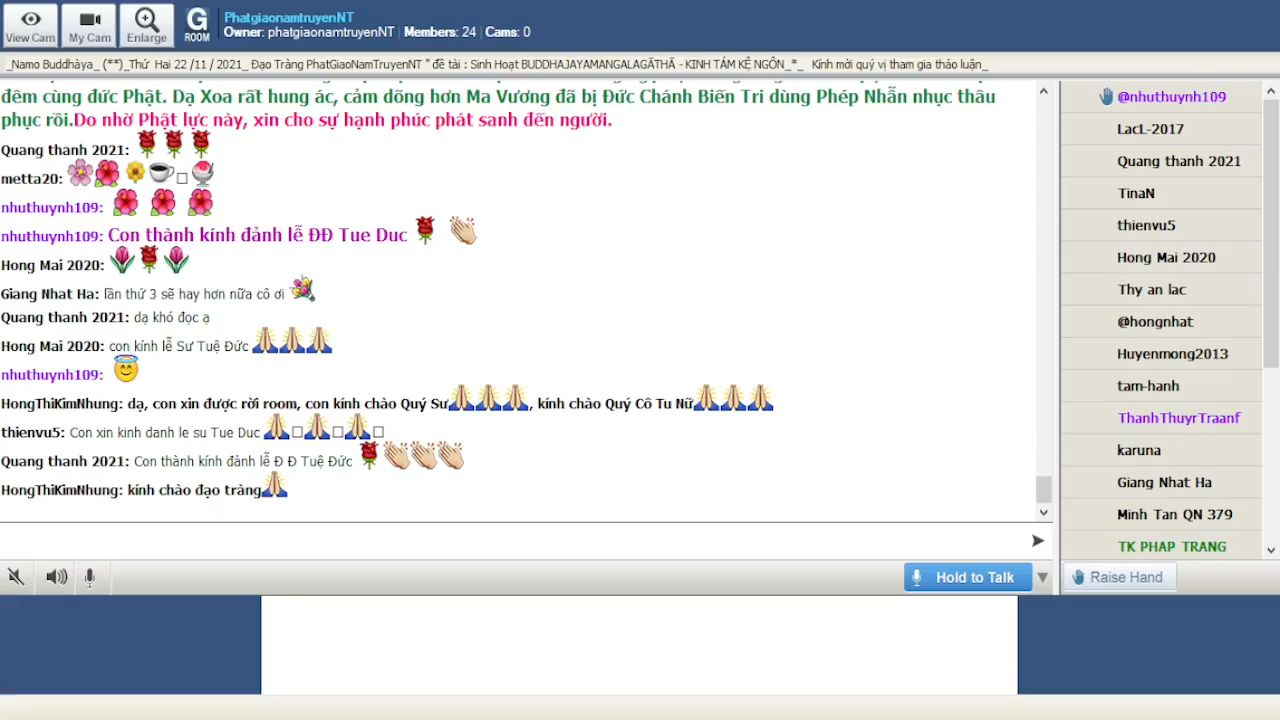 View Cam
My Cam
Enlarge
G
ROOM
PhatgiaonamtruyenNT
Owner: phatgiaonamtruyenNT | Members: 24 | Cams: 0
_Namo Buddhàya_ (**)_Thứ Hai 22 /11 / 2021_ Đạo Tràng PhatGiaoNamTruyenNT " đề tài : Sinh Hoạt BUDDHAJAYAMANGALAGĀTHĀ - KINH TÁM KỆ NGÔN_*_ Kính mời quý vị tham gia thảo luận_
đêm cùng đức Phật. Dạ Xoa rất hung ác, cảm dõng hơn Ma Vương đã bị Đức Chánh Biến Tri dùng Phép Nhẫn nhục thâu
phục rồi.Do nhờ Phật lực này, xin cho sự hạnh phúc phát sanh đến người.
Quang thanh 2021:
metta20:
nhuthuynh109:
nhuthuynh109: Con thành kính đảnh lễ ĐĐ Tue Duc
Hong Mai 2020:
Giang Nhat Ha: lần thứ 3 sẽ hay hơn nữa cô ơi
Quang thanh 2021: dạ khó đọc ạ
Hong Mai 2020: con kính lễ Sư Tuệ Đức
nhuthuynh109:
HongThiKimNhung: dạ, con xin được rời room, con kính chào Quý Sư, kính chào Quý Cô Tu Nữ
thienvu5: Con xin kinh danh le su Tue Duc
Quang thanh 2021: Con thành kính đảnh lễ Đ Đ Tuệ Đức
HongThiKimNhung: kính chào đạo tràng
Hold to Talk
@nhuthuynh109
LacL-2017
Quang thanh 2021
TinaN
thienvu5
Hong Mai 2020
Thy an lac
@hongnhat
Huyenmong2013
tam-hanh
ThanhThuyrTraanf
karuna
Giang Nhat Ha
Minh Tan QN 379
TK PHAP TRANG
Raise Hand